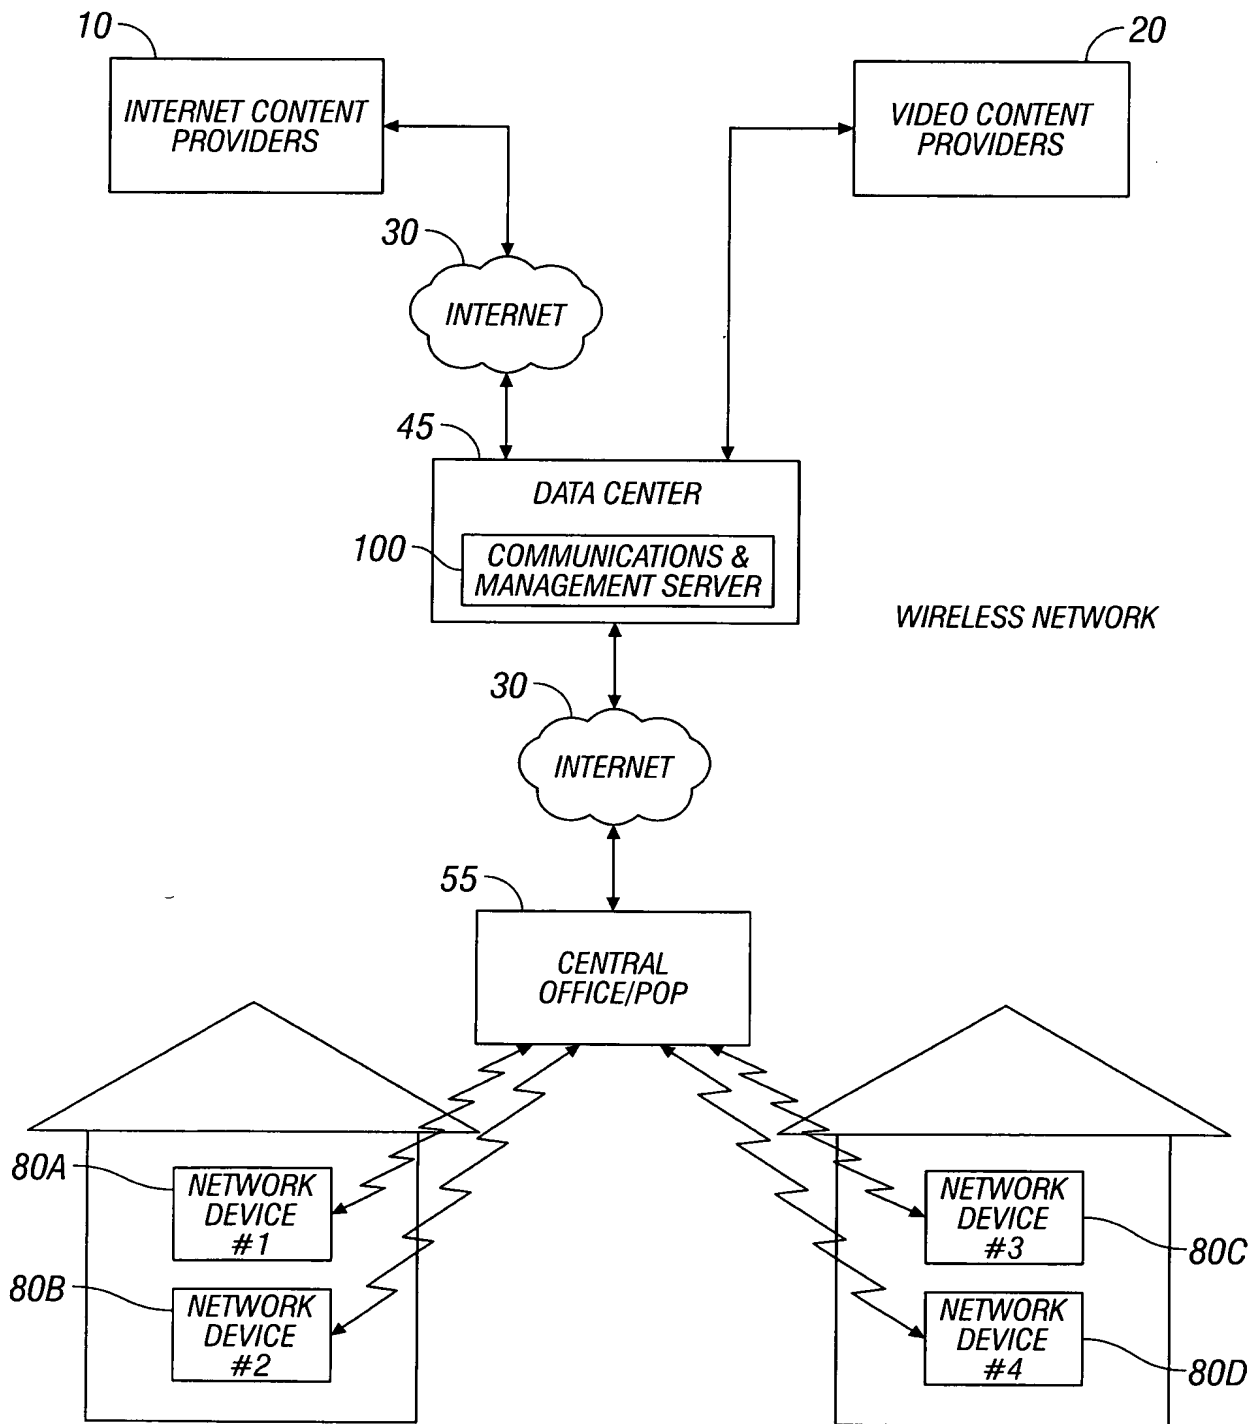 10
20
INTERNET CONTENT
PROVIDERS
VIDEO CONTENT
PROVIDERS
30
INTERNET
45
DATA CENTER
100
COMMUNICATIONS &
MANAGEMENT SERVER
WIRELESS NETWORK
30
INTERNET
55
CENTRAL
OFFICE/POP
80A
NETWORK
DEVICE
#1
80B
NETWORK
DEVICE
#2
NETWORK
DEVICE
#3
80C
NETWORK
DEVICE
#4
80D